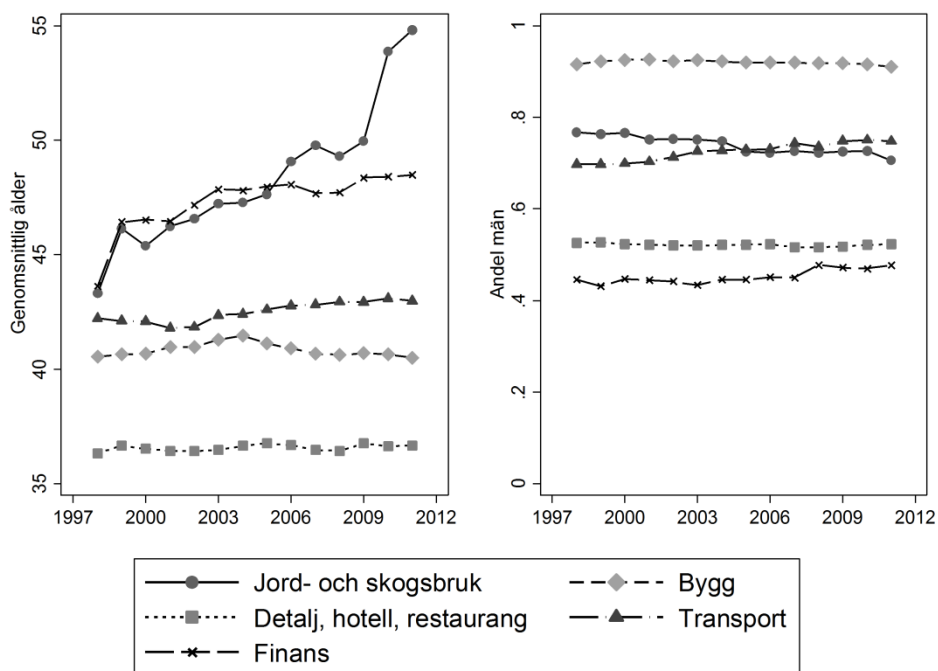 55
50
45
40
35
Genomsnittlig ålder
1997 2000 2003 2006 2009 2012
1
.8
.6
.4
.2
0
Andel män
1997 2000 2003 2006 2009 2012
Jord- och skogsbruk
Bygg
Detalj, hotell, restaurang
Transport
Finans